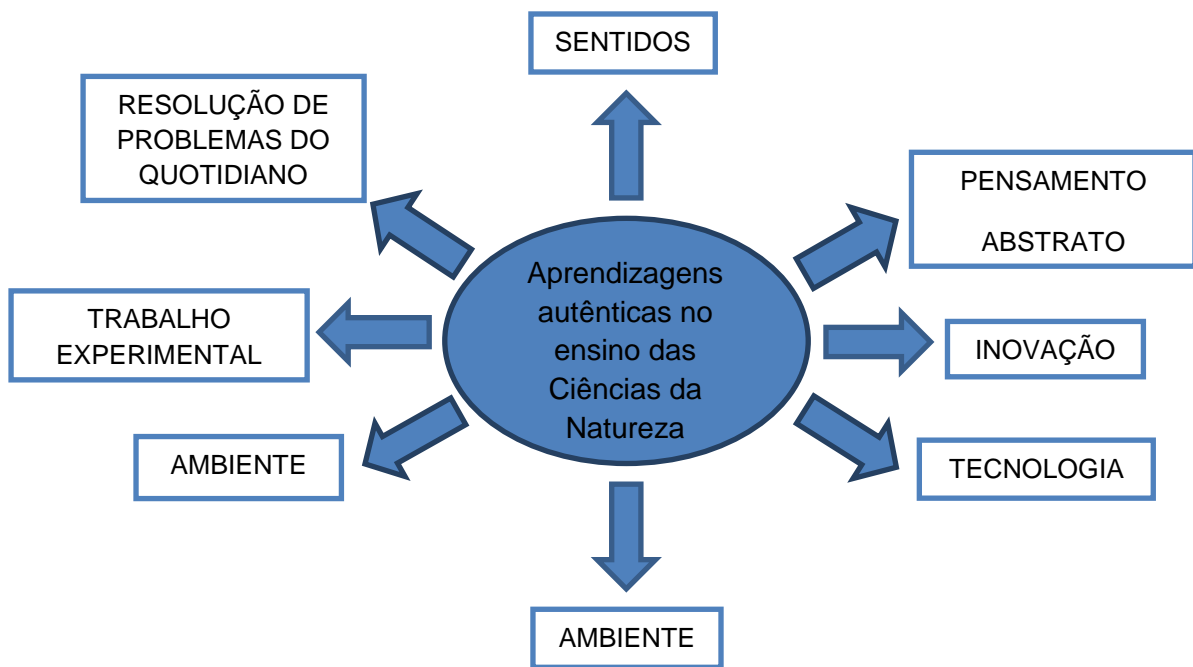 SENTIDOS
RESOLUÇÃO DE
PROBLEMAS DO
QUOTIDIANO
PENSAMENTO
ABSTRATO
Aprendizagens
autênticas no
ensino das
Ciências da
Natureza
TRABALHO
EXPERIMENTAL
INOVAÇÃO
AMBIENTE
TECNOLOGIA
AMBIENTE